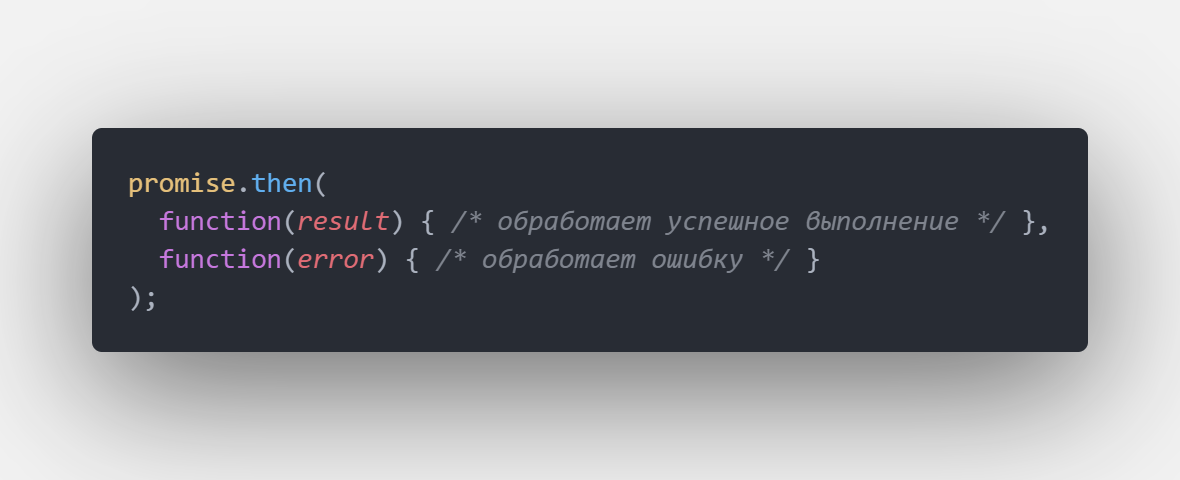 promise.then(
function(result) { /* обработает успешное выполнение */ },
function(error) { /* обработает ошибку */ }
);